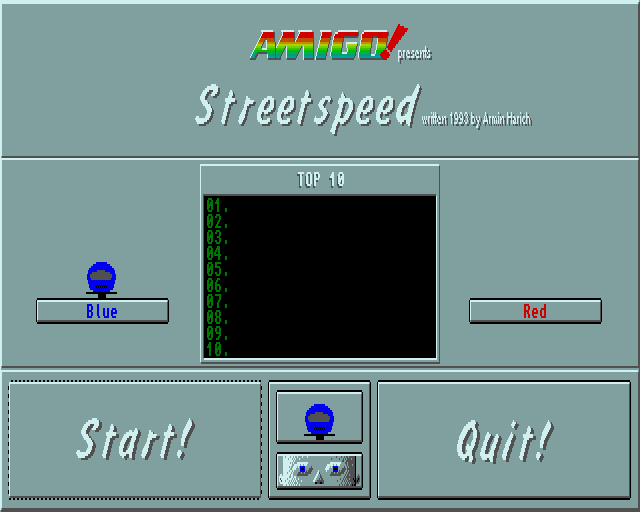 AMIGO! presents
Streetspeed written 1993 by Armin Harich
TOP 10
01.
02.
03.
04.
05.
06.
07.
08.
09.
10.
Blue
Red
Start!
Quit!